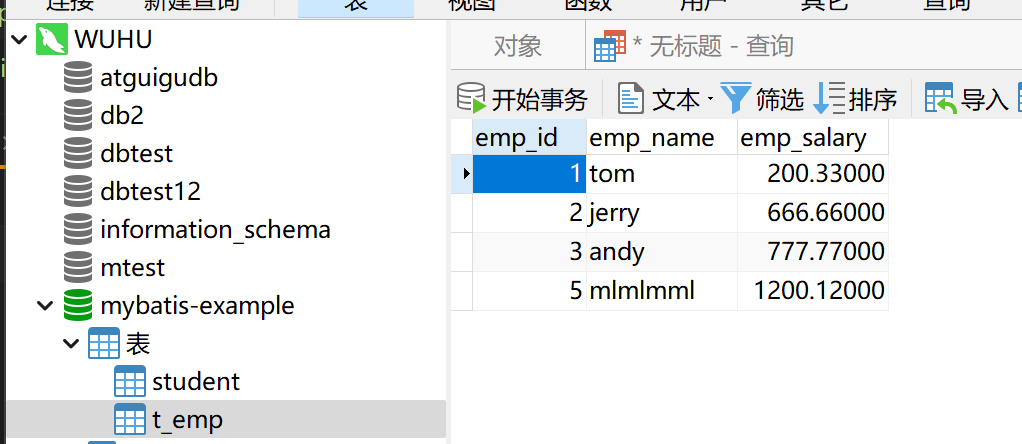 连接 新建查询 表 视图 函数 用户 其它 查询
WUHU
atguigudb
db2
dbtest
dbtest12
information_schema
mtest
mybatis-example
表
student
t_emp
对象 * 无标题 - 查询
开始事务 文本 筛选 排序 导入
emp_id emp_name emp_salary
1 tom 200.33000
2 jerry 666.66000
3 andy 777.77000
5 mlmlmml 1200.12000